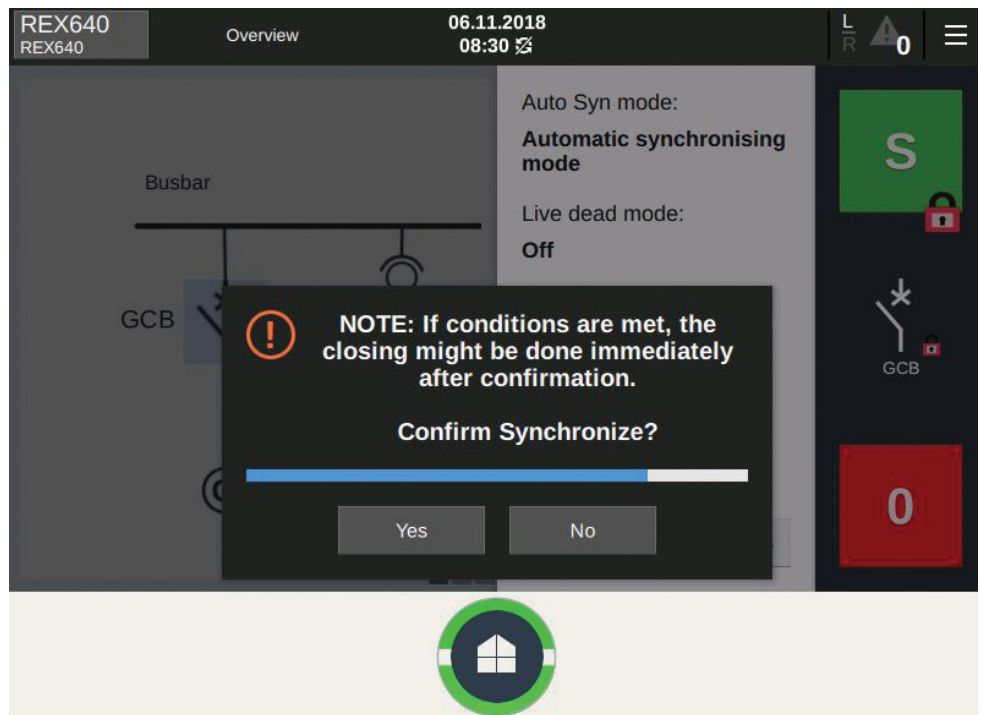 REX640
REX640
Overview
06.11.2018
08:30
L
R
0
Auto Syn mode:
Automatic synchronising
mode
Live dead mode:
Off
Busbar
GCB
S
GCB
0
NOTE: If conditions are met, the
closing might be done immediately
after confirmation.
Confirm Synchronize?
Yes
No